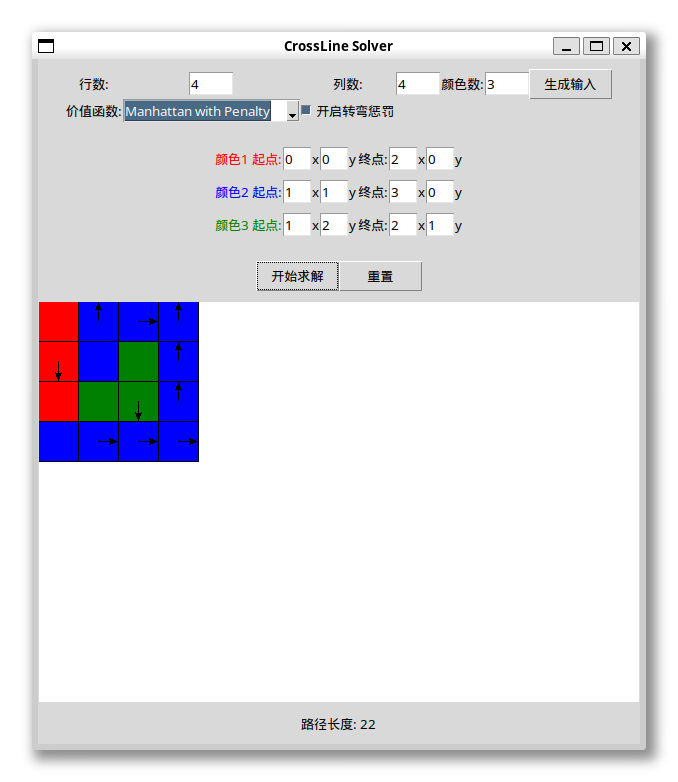 CrossLine Solver
行数: 4 列数: 4 颜色数: 3 生成输入
价值函数: Manhattan with Penalty 开启转弯惩罚
颜色1 起点: 0 x 0 y 终点: 2 x 0 y
颜色2 起点: 1 x 1 y 终点: 3 x 0 y
颜色3 起点: 1 x 2 y 终点: 2 x 1 y
开始求解 重置
路径长度: 22